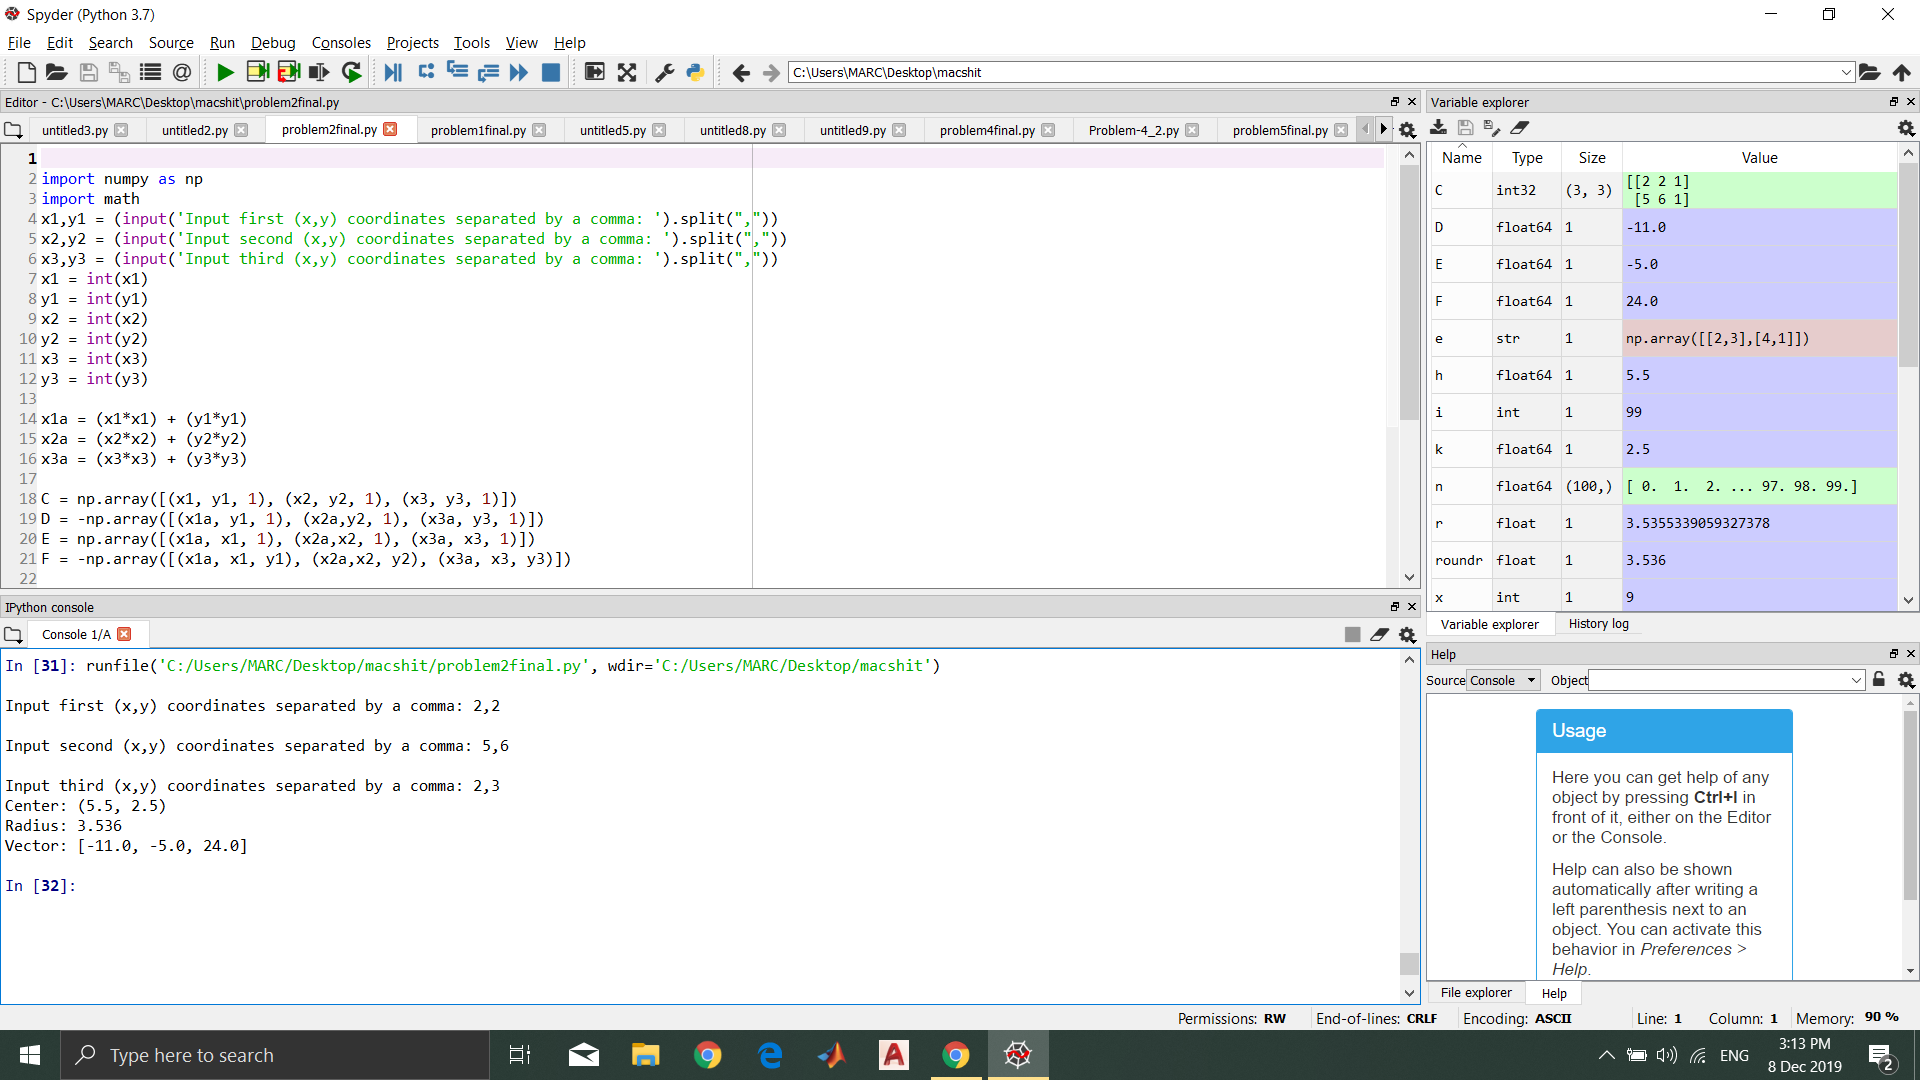 Spyder (Python 3.7)
File Edit Search Source Run Debug Consoles Projects Tools View Help
C:\Users\MARC\Desktop\macshit
Editor - C:\Users\MARC\Desktop\macshit\problem2final.py
untitled3.py untitled2.py problem2final.py problem1final.py untitled5.py untitled8.py untitled9.py problem4final.py Problem-4_2.py problem5final.py
1
2 import numpy as np
3 import math
4 x1,y1 = (input('Input first (x,y) coordinates separated by a comma: ').split(","))
5 x2,y2 = (input('Input second (x,y) coordinates separated by a comma: ').split(","))
6 x3,y3 = (input('Input third (x,y) coordinates separated by a comma: ').split(","))
7 x1 = int(x1)
8 y1 = int(y1)
9 x2 = int(x2)
10 y2 = int(y2)
11 x3 = int(x3)
12 y3 = int(y3)
13
14 x1a = (x1*x1) + (y1*y1)
15 x2a = (x2*x2) + (y2*y2)
16 x3a = (x3*x3) + (y3*y3)
17
18 C = np.array([(x1, y1, 1), (x2, y2, 1), (x3, y3, 1)])
19 D = -np.array([(x1a, y1, 1), (x2a,y2, 1), (x3a, y3, 1)])
20 E = np.array([(x1a, x1, 1), (x2a,x2, 1), (x3a, x3, 1)])
21 F = -np.array([(x1a, x1, y1), (x2a,x2, y2), (x3a, x3, y3)])
22
IPython console
Console 1/A
In [31]: runfile('C:/Users/MARC/Desktop/macshit/problem2final.py', wdir='C:/Users/MARC/Desktop/macshit')
Input first (x,y) coordinates separated by a comma: 2,2
Input second (x,y) coordinates separated by a comma: 5,6
Input third (x,y) coordinates separated by a comma: 2,3
Center: (5.5, 2.5)
Radius: 3.536
Vector: [-11.0, -5.0, 24.0]
In [32]:
Variable explorer
Name Type Size Value
C int32 (3, 3) [[2 2 1]
[5 6 1]
D float64 1 -11.0
E float64 1 -5.0
F float64 1 24.0
e str 1 np.array([[2,3],[4,1]])
h float64 1 5.5
i int 1 99
k float64 1 2.5
n float64 (100,) [ 0. 1. 2. ... 97. 98. 99.]
r float 1 3.5355339059327378
roundr float 1 3.536
x int 1 9
Variable explorer History log
Help
Source Console Object
Usage
Here you can get help of any
object by pressing Ctrl+I in
front of it, either on the Editor
or the Console.
Help can also be shown
automatically after writing a
left parenthesis next to an
object. You can activate this
behavior in Preferences >
Help.
File explorer Help
Permissions: RW End-of-lines: CRLF Encoding: ASCII Line: 1 Column: 1 Memory: 90 %
Type here to search
ENG
3:13 PM
8 Dec 2019
2